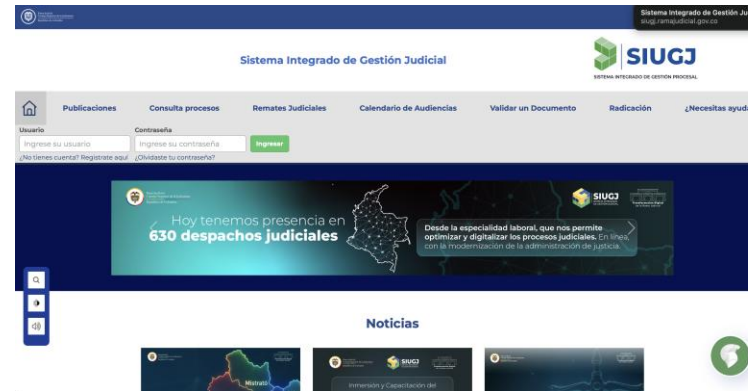 Sistema Integrado de Gestión Ju
siugj.ramajudicial.gov.co
Sistema Integrado de Gestión Judicial
SIUGJ
SISTEMA INTEGRADO DE GESTIÓN PROCESAL
Publicaciones
Consulta procesos
Remates Judiciales
Calendario de Audiencias
Validar un Documento
Radicación
¿Necesitas ayuda
Usuario
Contraseña
Ingrese su usuario
Ingrese su contraseña
Ingresar
¿No tienes cuenta? Registrate aquí
¿Olvidaste tu contraseña?
SIUGJ
Hoy tenemos presencia en
630 despachos judiciales
Desde la especialidad laboral, que nos permite
optimizar y digitalizar los procesos judiciales. En línea,
con la modernización de la administración de justicia.
Noticias
Mistrató
SIUGJ
Inmersión y Capacitación del